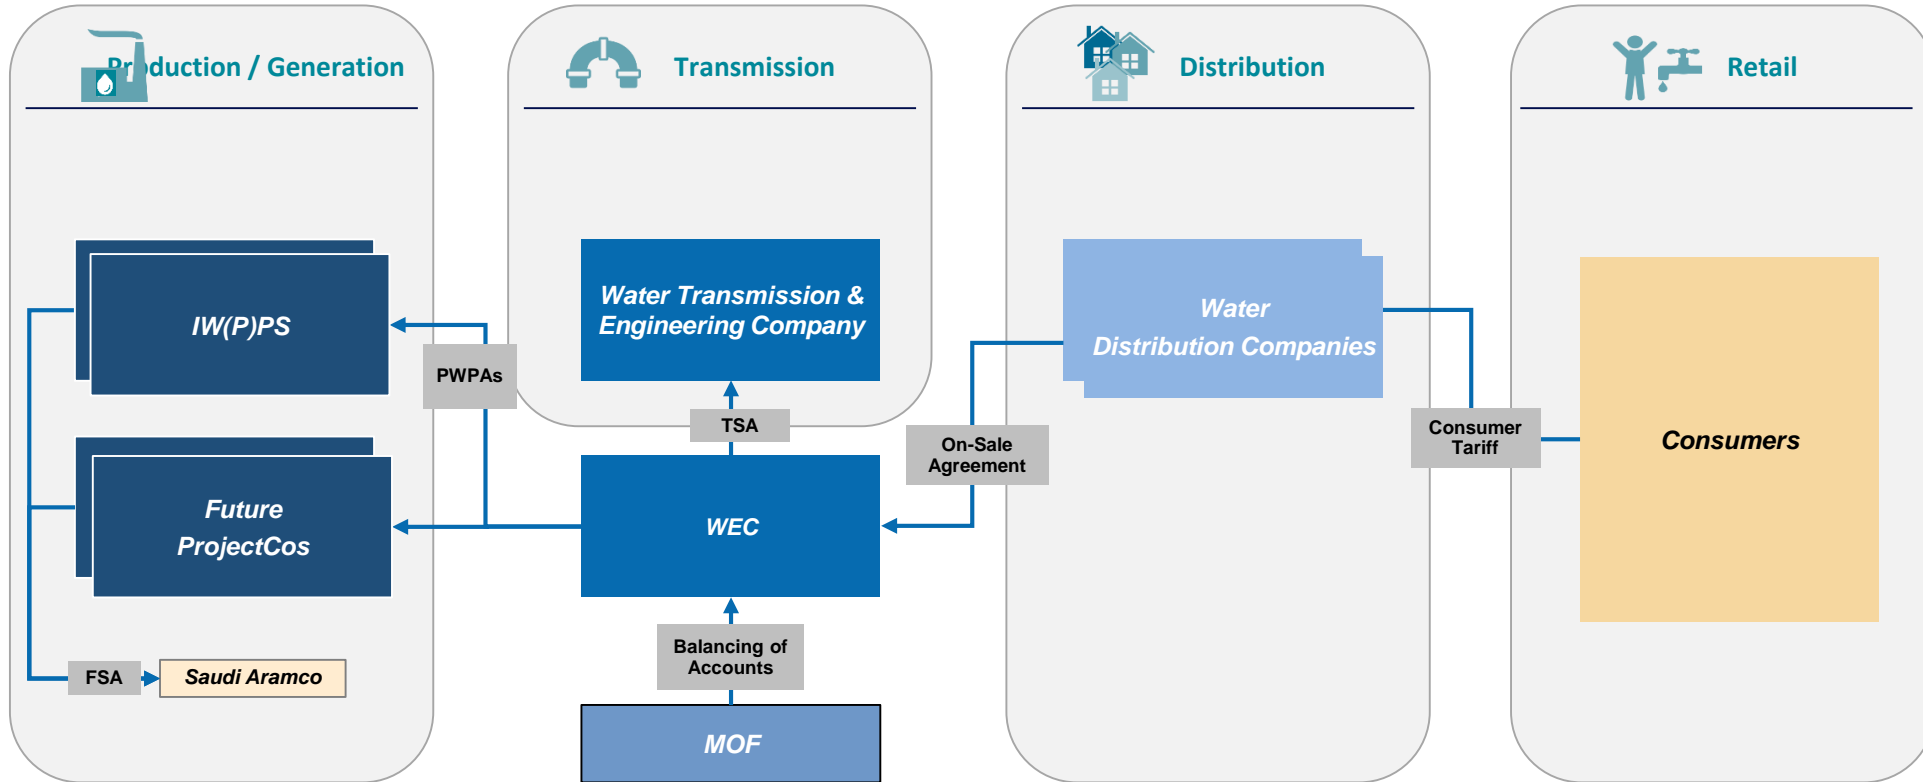 Production / Generation
Transmission
Distribution
Retail
IW(P)PS
PWPAs
Water Transmission &
Engineering Company
TSA
Water
Distribution Companies
On-Sale
Agreement
Consumer
Tariff
Consumers
Future
ProjectCos
WEC
FSA
Saudi Aramco
Balancing of
Accounts
MOF